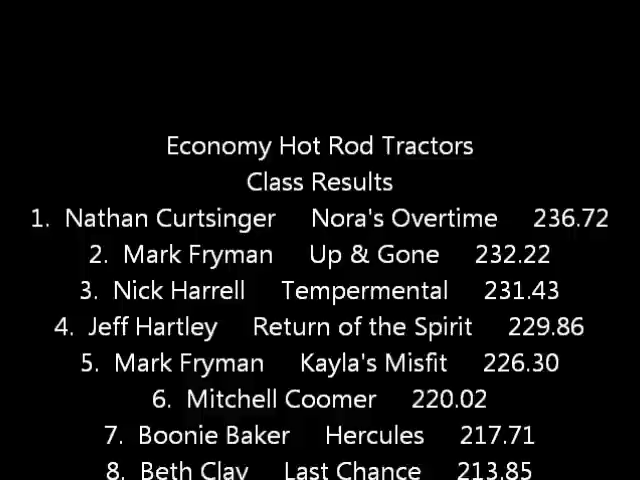 Economy Hot Rod Tractors
Class Results
1. Nathan Curtsinger Nora's Overtime 236.72
2. Mark Fryman Up & Gone 232.22
3. Nick Harrell Tempermental 231.43
4. Jeff Hartley Return of the Spirit 229.86
5. Mark Fryman Kayla's Misfit 226.30
6. Mitchell Coomer 220.02
7. Boonie Baker Hercules 217.71
8. Beth Clay Last Chance 213.85